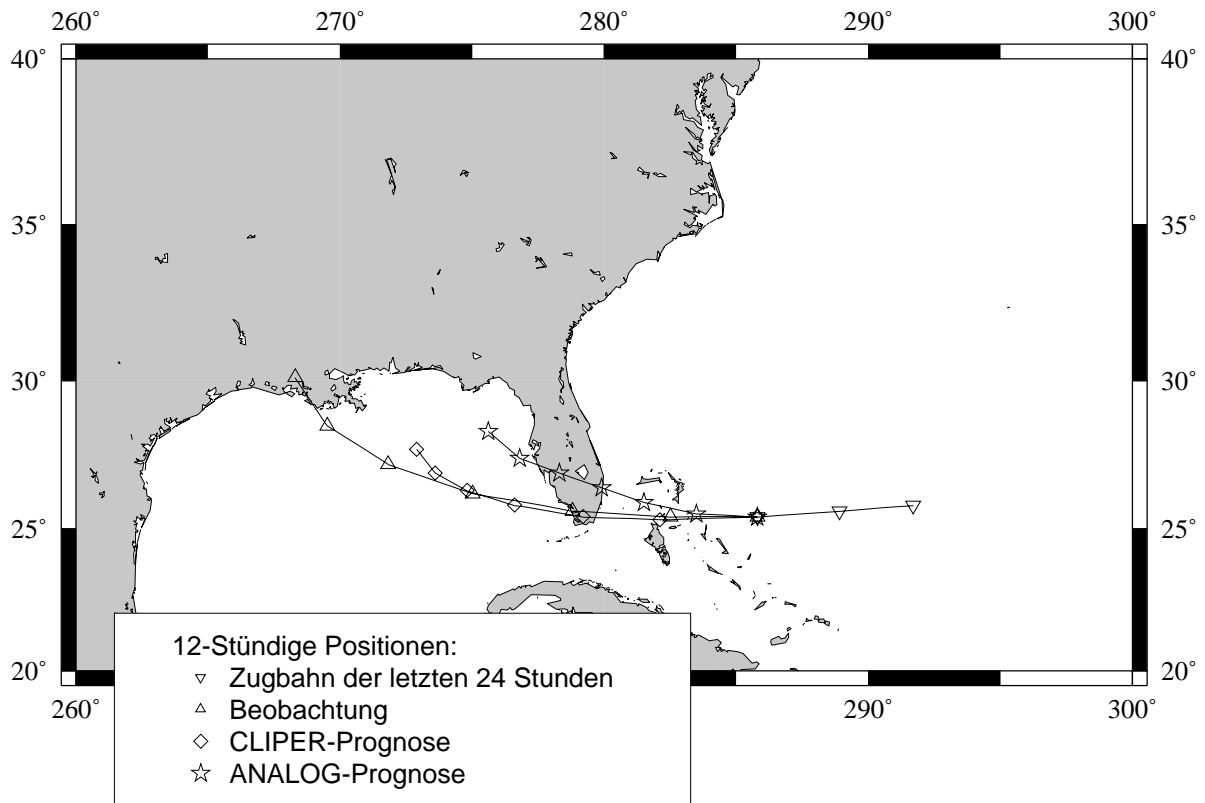 260° 270° 280° 290° 300°
40° 40°
35° 35°
30° 30°
25° 25°
20° 20°
260° 290° 300°
12-Stündige Positionen:
Zugbahn der letzten 24 Stunden
Beobachtung
CLIPER-Prognose
ANALOG-Prognose